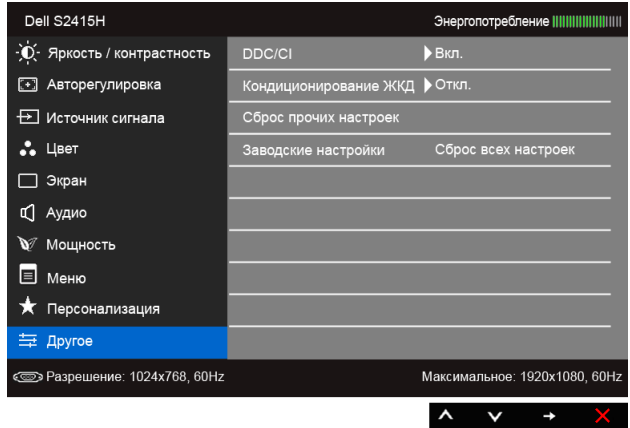 Dell S2415H Энергопотребление
Яркость / контрастность DDC/CI Вкл.
Авторегулировка Кондиционирование ЖКД Откл.
Источник сигнала Сброс прочих настроек
Цвет Заводские настройки Сброс всех настроек
Экран
Аудио
Мощность
Меню
Персонализация
Другое
Разрешение: 1024x768, 60Hz Максимальное: 1920x1080, 60Hz